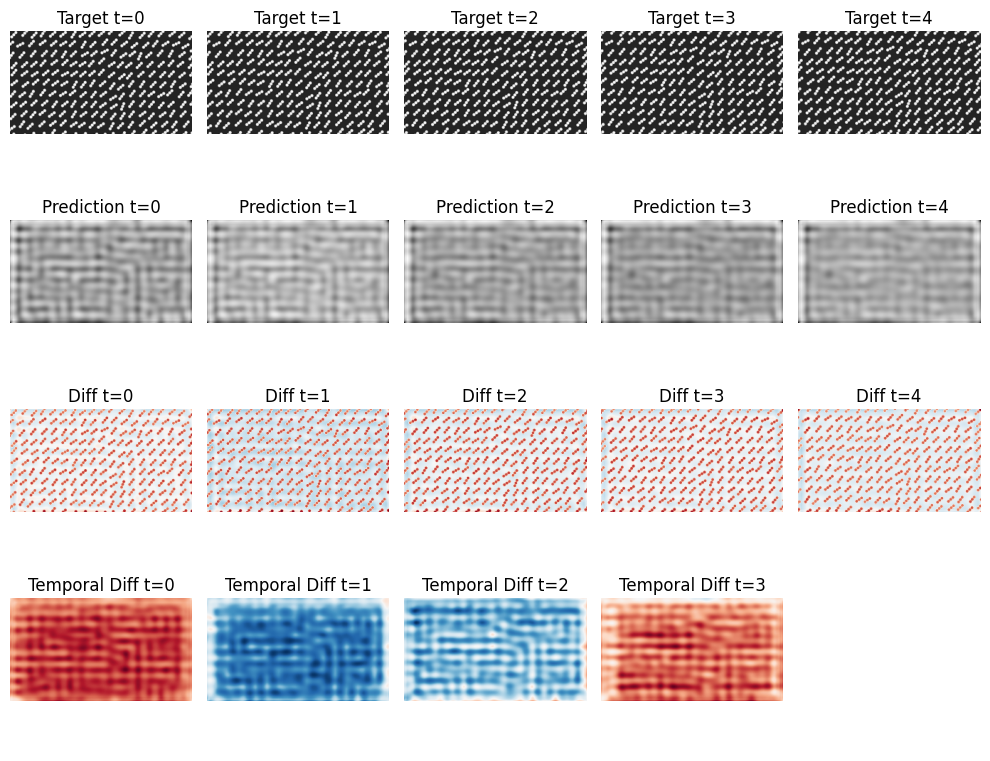 Target t=0 Target t=1 Target t=2 Target t=3 Target t=4
Prediction t=0 Prediction t=1 Prediction t=2 Prediction t=3 Prediction t=4
Diff t=0 Diff t=1 Diff t=2 Diff t=3 Diff t=4
Temporal Diff t=0 Temporal Diff t=1 Temporal Diff t=2 Temporal Diff t=3